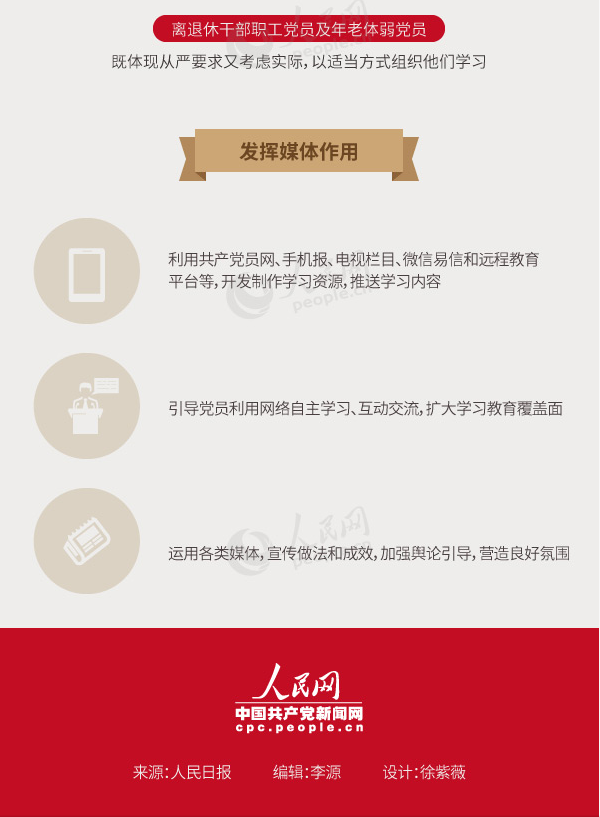 离退休干部职工党员及年老体弱党员
既体现从严要求又考虑实际，以适当方式组织他们学习
发挥媒体作用
利用共产党员网、手机报、电视栏目、微信易信和远程教育
平台等，开发制作学习资源，推送学习内容
人民网
people.cn
引导党员利用网络自主学习、互动交流，扩大学习教育覆盖面
运用各类媒体，宣传做法和成效，加强舆论引导，营造良好氛围
人民网
人民网
中国共产党新闻网
cpc.people.cn
来源：人民日报 编辑：李源 设计：徐紫薇